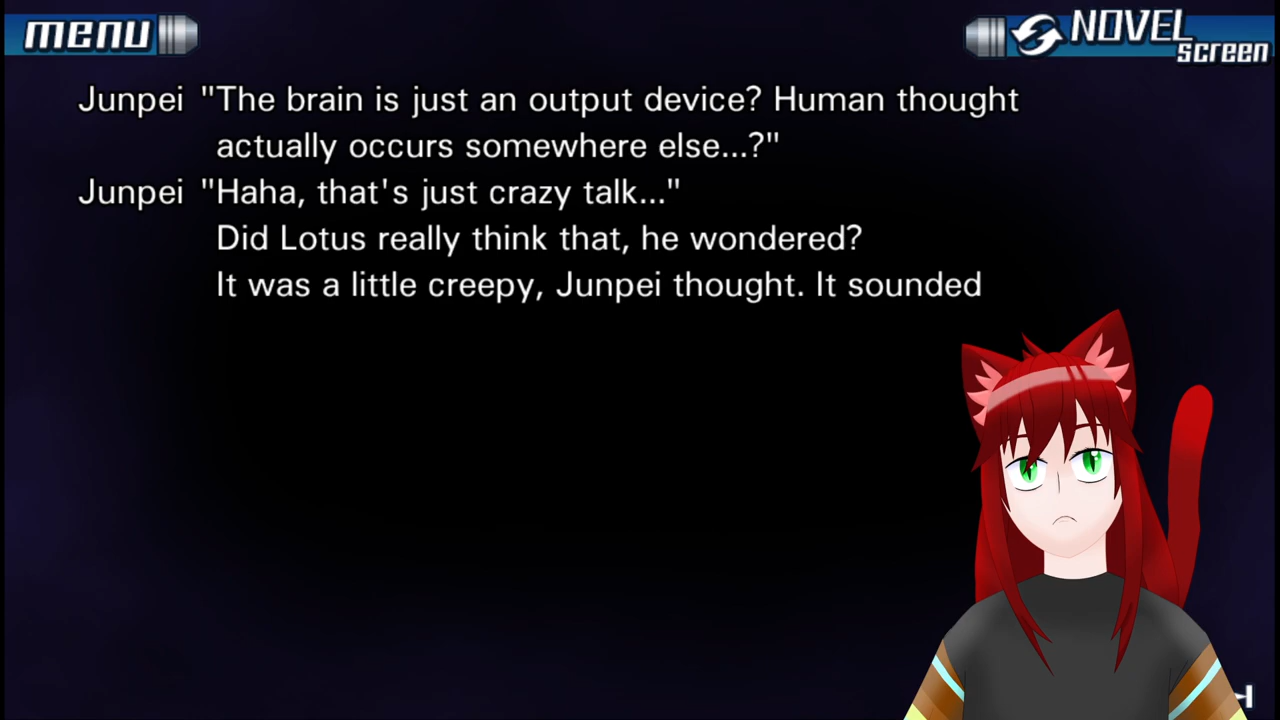 menu
NOVEL
screen
Junpei "The brain is just an output device? Human thought
actually occurs somewhere else...?"
Junpei "Haha, that's just crazy talk..."
Did Lotus really think that, he wondered?
It was a little creepy, Junpei thought. It sounded